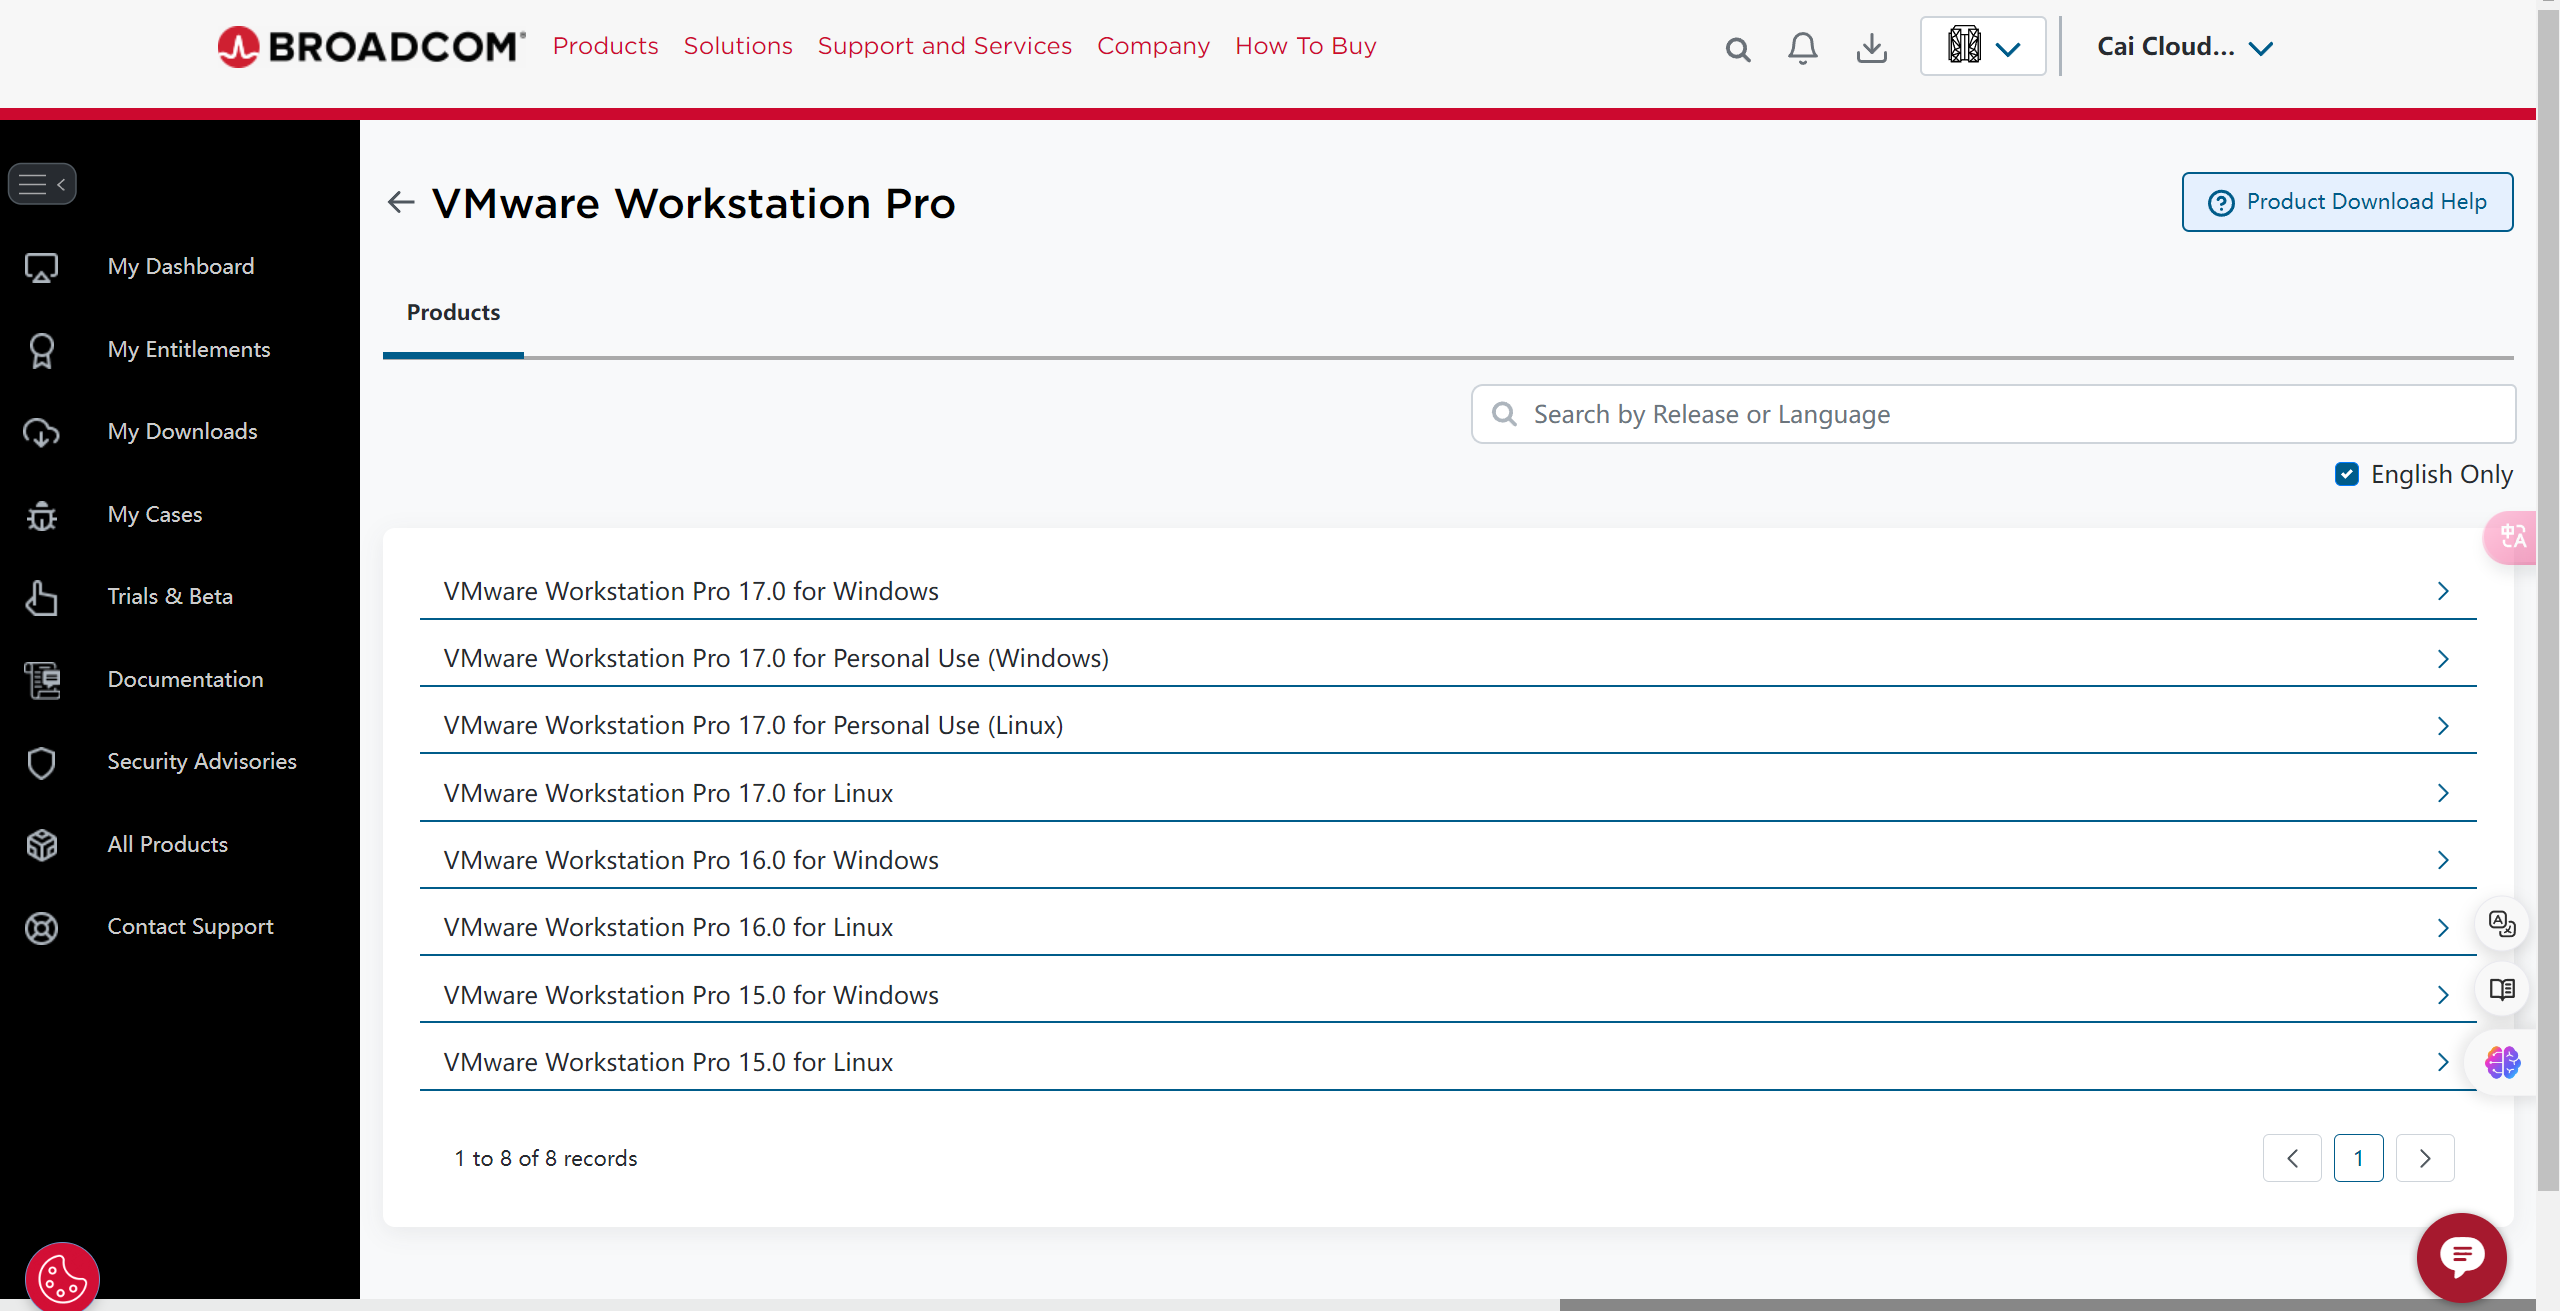 BROADCOM®
Products
Solutions
Support and Services
Company
How To Buy
Cai Cloud...
My Dashboard
My Entitlements
My Downloads
My Cases
Trials & Beta
Documentation
Security Advisories
All Products
Contact Support
VMware Workstation Pro
Product Download Help
Products
Search by Release or Language
English Only
VMware Workstation Pro 17.0 for Windows
VMware Workstation Pro 17.0 for Personal Use (Windows)
VMware Workstation Pro 17.0 for Personal Use (Linux)
VMware Workstation Pro 17.0 for Linux
VMware Workstation Pro 16.0 for Windows
VMware Workstation Pro 16.0 for Linux
VMware Workstation Pro 15.0 for Windows
VMware Workstation Pro 15.0 for Linux
1 to 8 of 8 records
1